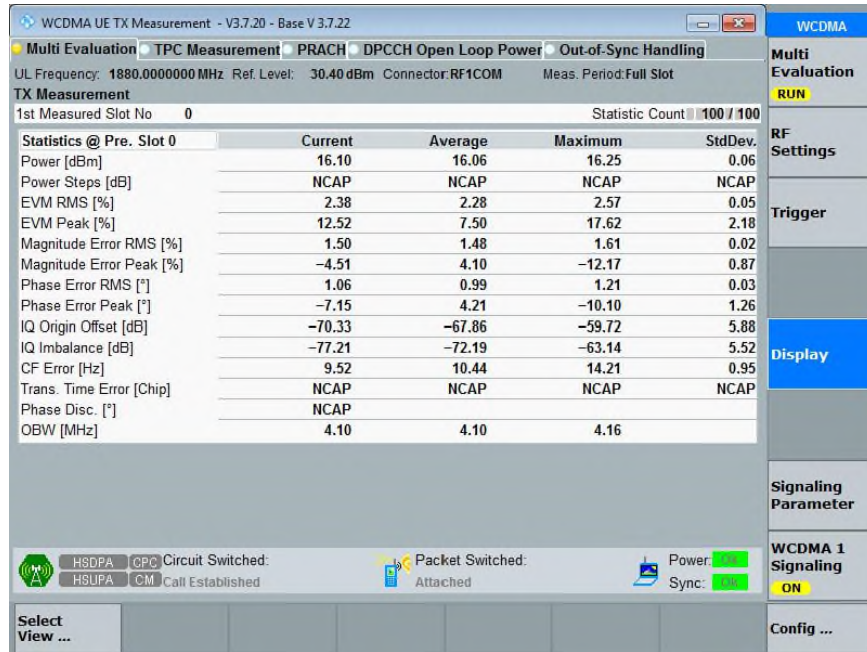 WCDMA UE TX Measurement - V3.7.20 - Base V 3.7.22
WCDMA
Multi Evaluation TPC Measurement PRACH DPCCH Open Loop Power Out-of-Sync Handling
UL Frequency: 1880.0000000 MHz Ref. Level: 30.40 dBm Connector:RF1COM Meas. Period:Full Slot
TX Measurement
1st Measured Slot No 0 Statistic Count 100 / 100
Statistics @ Pre. Slot 0 Current Average Maximum StdDev.
Power [dBm] 16.10 16.06 16.25 0.06
Power Steps [dB] NCAP NCAP NCAP NCAP
EVM RMS [%] 2.38 2.28 2.57 0.05
EVM Peak [%] 12.52 7.50 17.62 2.18
Magnitude Error RMS [%] 1.50 1.48 1.61 0.02
Magnitude Error Peak [%] −4.51 4.10 −12.17 0.87
Phase Error RMS [°] 1.06 0.99 1.21 0.03
Phase Error Peak [°] −7.15 4.21 −10.10 1.26
IQ Origin Offset [dB] −70.33 −67.86 −59.72 5.88
IQ Imbalance [dB] −77.21 −72.19 −63.14 5.52
CF Error [Hz] 9.52 10.44 14.21 0.95
Trans. Time Error [Chip] NCAP NCAP NCAP NCAP
Phase Disc. [°] NCAP
OBW [MHz] 4.10 4.10 4.16
HSDPA CPC Circuit Switched: Packet Switched: Power: Ok
HSUPA CM Call Established Attached Sync: Ok
Select
View ...
Multi
Evaluation
RUN
RF
Settings
Trigger
Display
Signaling
Parameter
WCDMA 1
Signaling
ON
Config ...